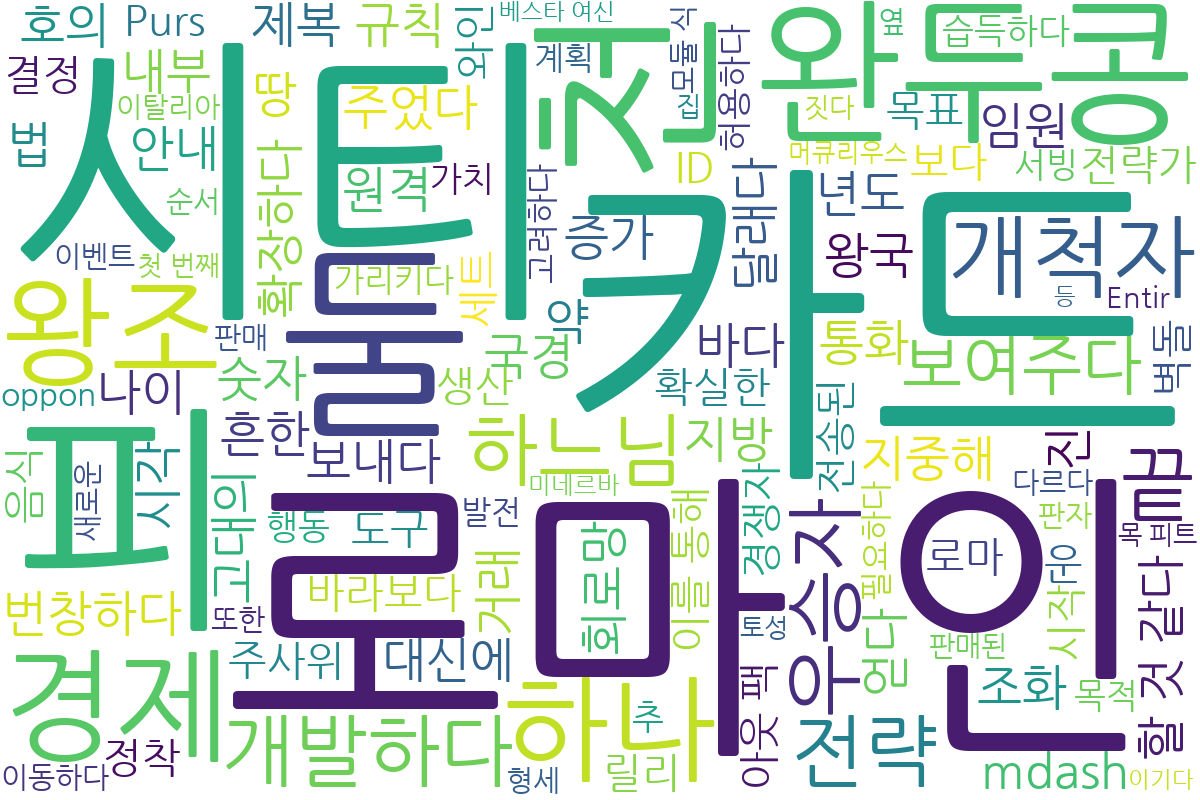 호의 Purs 제복 규칙 와인 베스타 여신 계획 모듈 식 허용하다 옆 습득하다
결정 내부 땅 주었다 시티 전 집 완두콩 짓다 목표 임원
이탈리아 법 안내 원격 가치 ID 머큐리우스 보다 서빙 전략가
순서 확장하다 고려하다 증가 달래다 년도 개척자
이벤트 첫 번째 가리키다 세트 카드 왕국 등 Entir
왕조 판매 돌 약 국경 바다 통화 보여주다 벽돌
oppon 나이 숫자 생산 확실한
음식 피 새로운 시각 흔한 보내다 하느님 지방 전송된 지중해 진 끈
고대의 미네르바 다르다
행동 도구 발전 로마인 이를 통해 경쟁자 우승자 필요하다 로마 판자 목 피트
번창하다 또한 바라보다 거래 회로망 토성 얻다 판매된 시작 할 것 같다
경제 주사위 대신에 하나 추 아웃 팩 조화 목적
정착 개발하다 릴리 전략
이동하다 형세 mdash 이기다